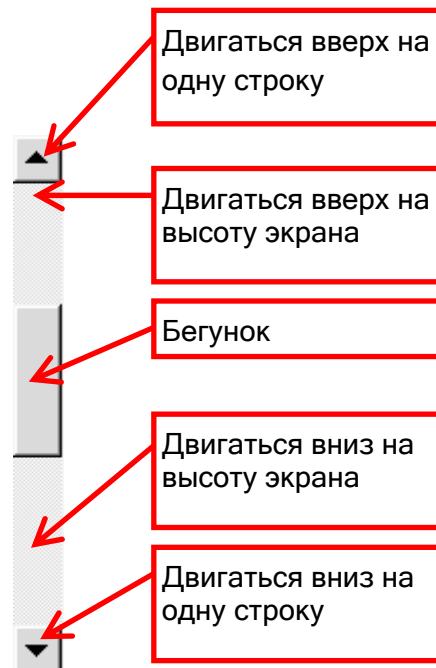 Двигаться вверх на
одну строку
Двигаться вверх на
высоту экрана
Бегунок
Двигаться вниз на
высоту экрана
Двигаться вниз на
одну строку